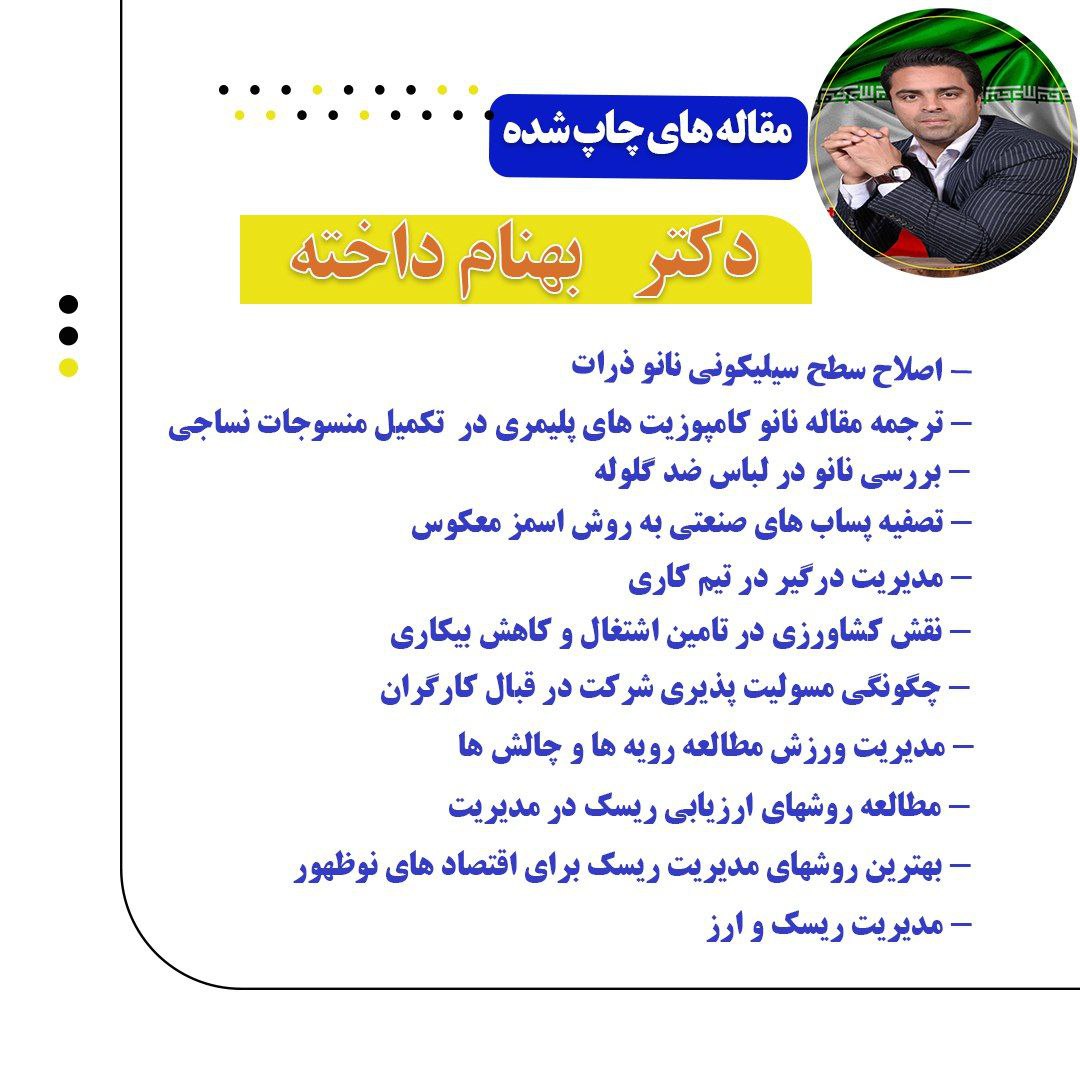 مقاله های چاپ شده
دکتر بهنام داخته
- اصلاح سطح سیلیکونی نانو ذرات
- ترجمه مقاله نانو کامپوزیت های پلیمری در تکمیل منسوجات نساجی
- بررسی نانو در لباس ضد گلوله
- تصفیه پساب های صنعتی به روش اسمز معکوس
- مدیریت درگیر در تیم کاری
- نقش کشاورزی در تامین اشتغال و کاهش بیکاری
- چگونگی مسولیت پذیری شرکت در قبال کارگران
- مدیریت ورزش مطالعه رویه ها و چالش ها
- مطالعه روشهای ارزیابی ریسک در مدیریت
- بهترین روشهای مدیریت ریسک برای اقتصاد های نوظهور
- مدیریت ریسک و ارز